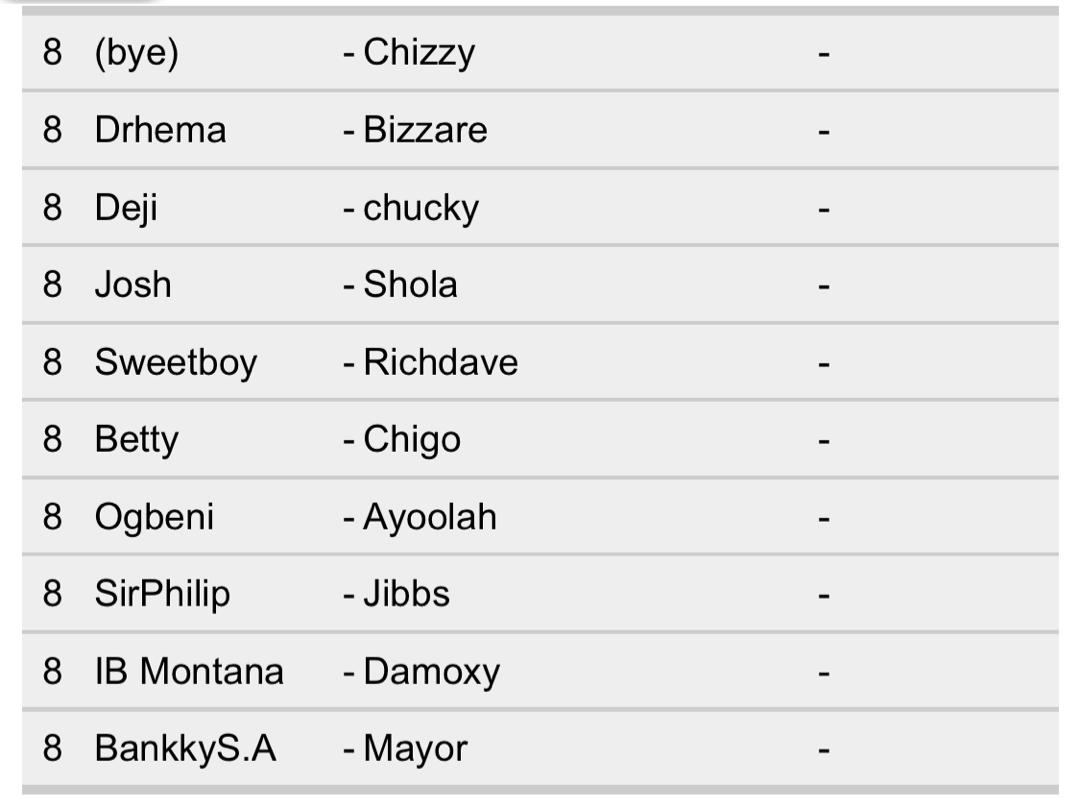 8 (bye) - Chizzy -
8 Drhema - Bizzare -
8 Deji - chucky -
8 Josh - Shola -
8 Sweetboy - Richdave -
8 Betty - Chigo -
8 Ogbeni - Ayoolah -
8 SirPhilip - Jibbs -
8 IB Montana - Damoxy -
8 BankkyS.A - Mayor -